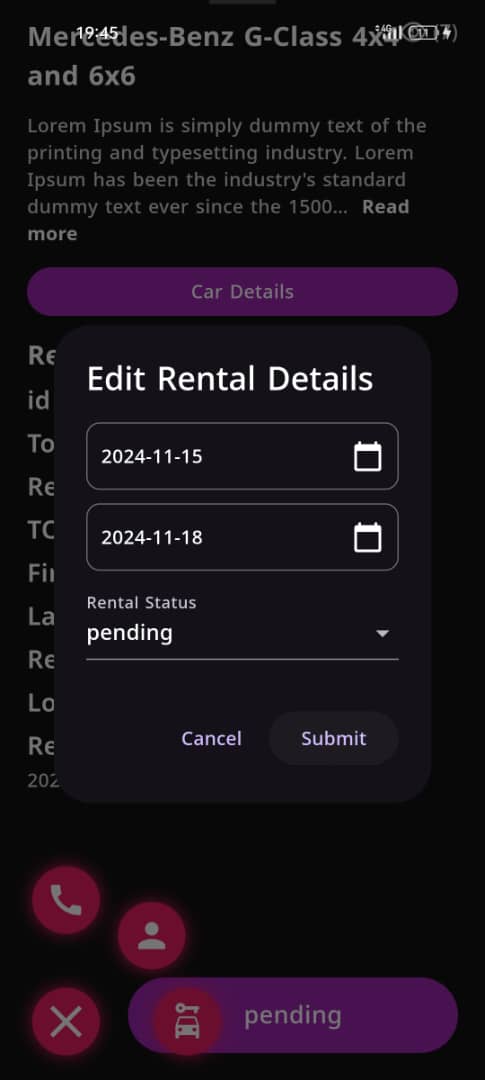 19:45
4G
11
Mercedes-Benz G-Class 4x4
(7)
and 6x6
Lorem Ipsum is simply dummy text of the
printing and typesetting industry. Lorem
Ipsum has been the industry's standard
dummy text ever since the 1500... Read
more
Car Details
Re
id
To
Re
TO
Fir
La
Re
Lo
Re
202
Edit Rental Details
2024-11-15
2024-11-18
Rental Status
pending
Cancel
Submit
pending